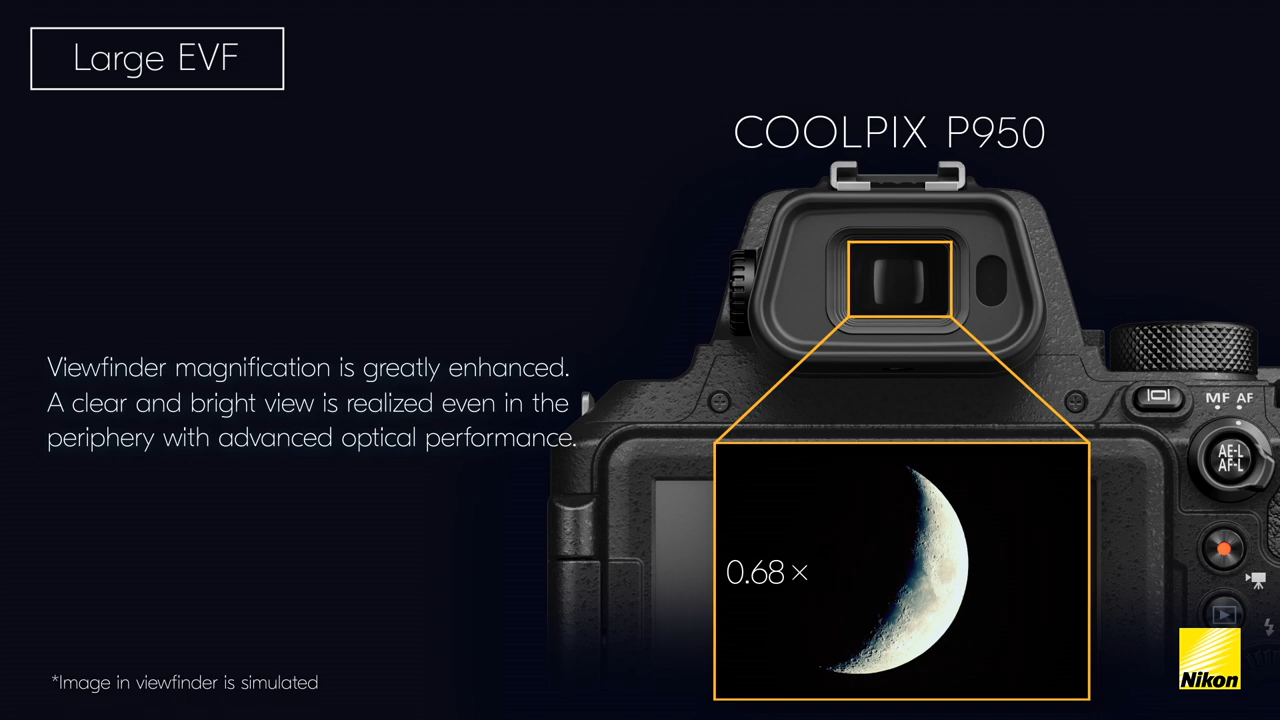 Large EVF
COOLPIX P950
Viewfinder magnification is greatly enhanced.
A clear and bright view is realized even in the
periphery with advanced optical performance.
MF AF
AE-L
AF-L
0.68×
*Image in viewfinder is simulated
Nikon